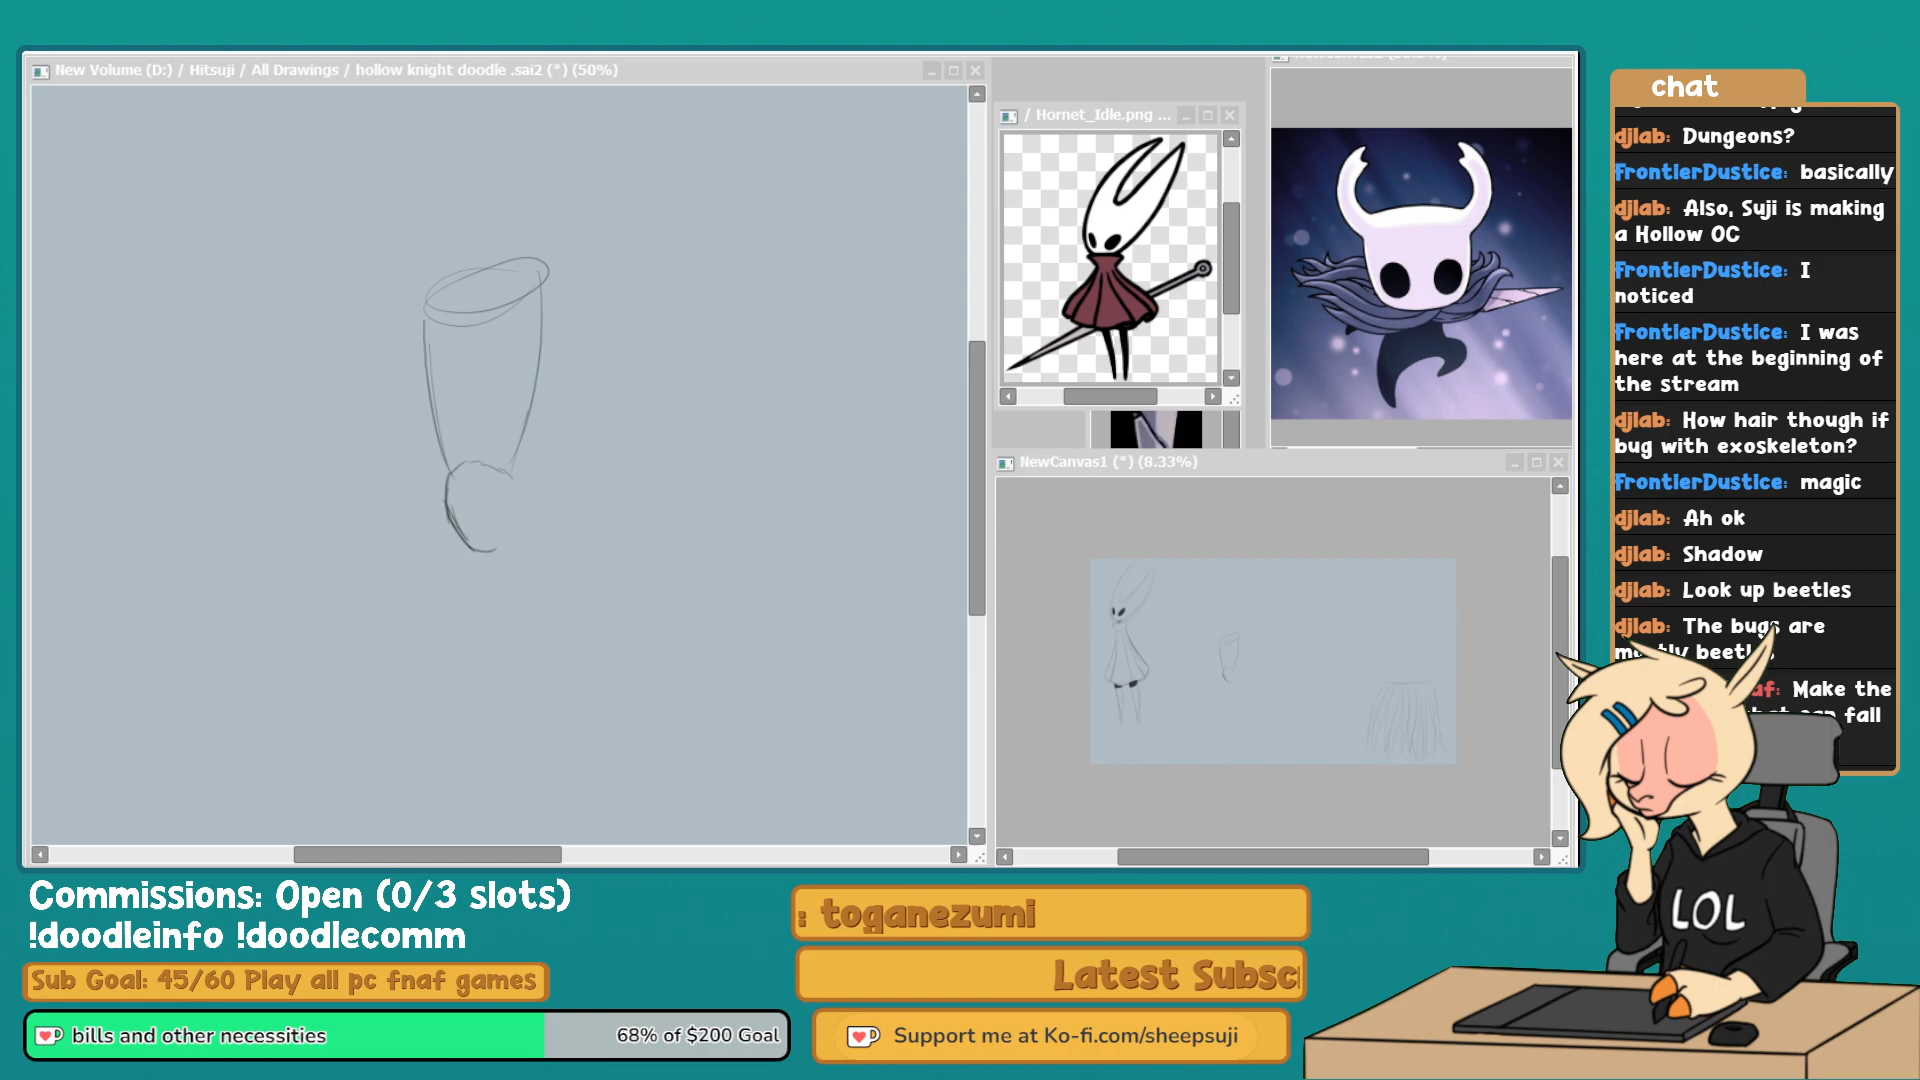 New Volume (D:) / Hitsuji / All Drawings / hollow knight doodle .sai2 (*) (50%)
/ Hornet_Idle.png ...
NewCanvas1 (*) (8.33%)
chat
djlab: Dungeons?
FrontierDustice: basically
djlab: Also, Suji is making
a Hollow OC
FrontierDustice: I
noticed
FrontierDustice: I was
here at the beginning of
the stream
djlab: How hair though if
bug with exoskeleton?
FrontierDustice: magic
djlab: Ah ok
djlab: Shadow
djlab: Look up beetles
djlab: The bugs are
Make the
fall
LOL
Commissions: Open (0/3 slots)
!doodleinfo !doodlecomm
Sub Goal: 45/60 Play all pc fnaf games
bills and other necessities 68% of $200 Goal
: toganezumi
Latest Subsc
Support me at Ko-fi.com/sheepsuji